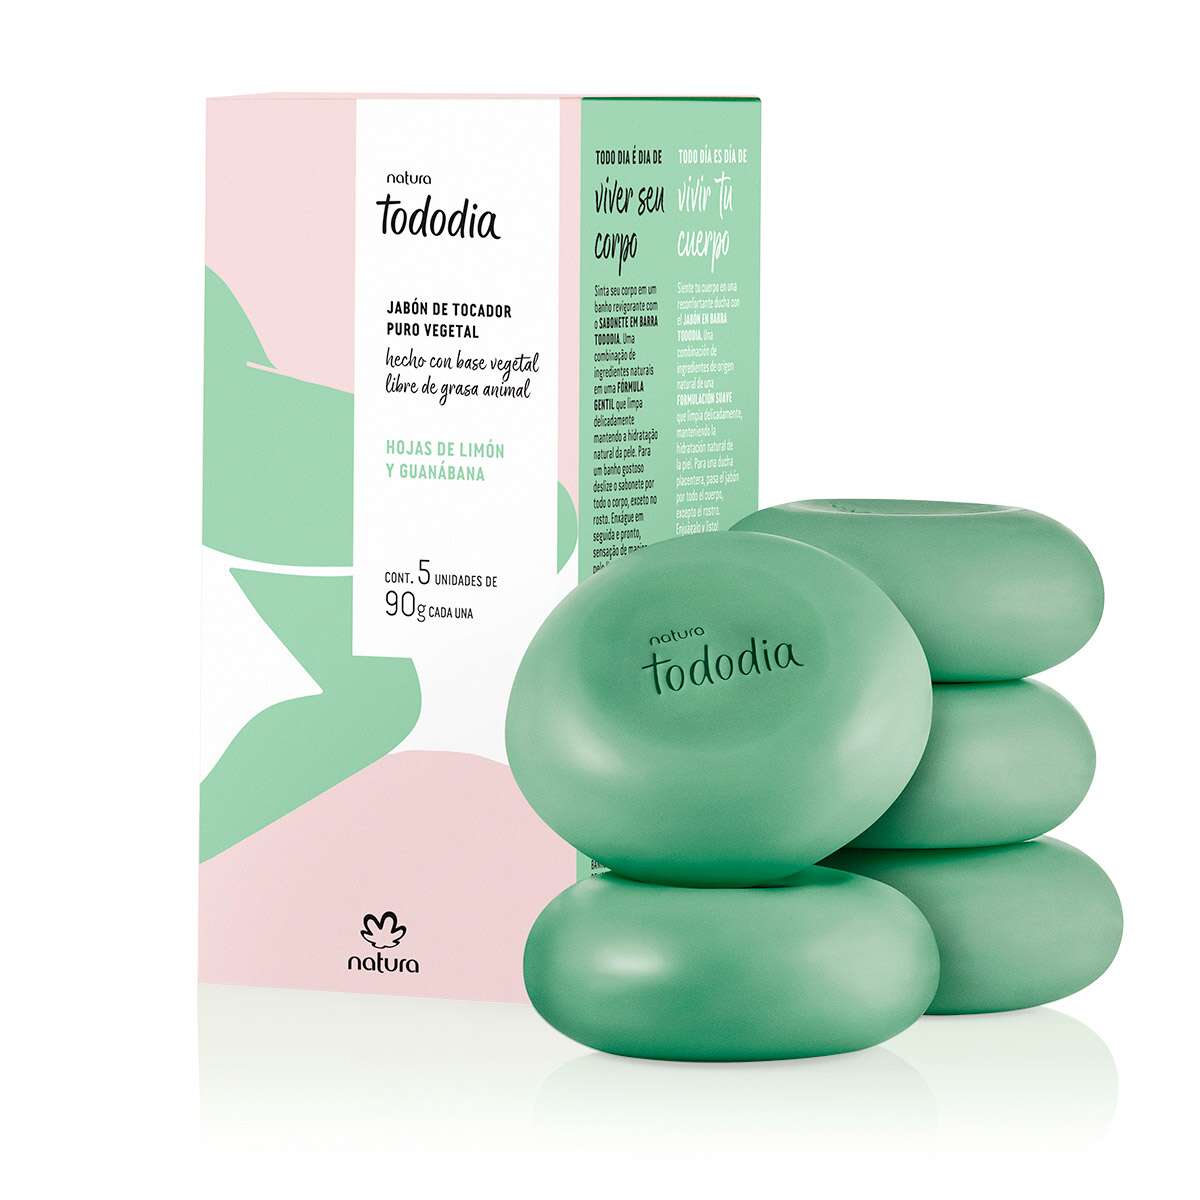 natura
tododia
JABÓN DE TOCADOR
PURO VEGETAL
hecho con base vegetal
libre de grasa animal
HOJAS DE LIMÓN
Y GUANÁBANA
CONT. 5 UNIDADES DE
90g CADA UNA
natura
TODO DIA É DIA DE
viver seu
corpo
Sinta seu corpo em um
banho revigorante com
o SABONETE EM BARRA
TODODIA. Uma
combinação de
ingredientes naturais
em uma FÓRMULA
GENTIL que limpa
delicadamente
mantendo a hidratação
natural da pele. Para
um banho gostoso
deslize o sabonete por
todo o corpo, exceto no
rosto. Enxágue em
seguida e pronto,
sensação de
TODO DÍA ES DÍA DE
vivir tu
cuerpo
Siente tu cuerpo en una
reconfortante ducha con
el JABÓN EN BARRA
TODODIA. Una
combinación de
ingredientes de origen
natural de una
FORMULACIÓN SUAVE
que limpia delicadamente,
manteniendo la
hidratación natural de
la piel. Para una ducha
placentera, pasa el jabón
por todo el cuerpo,
excepto el rostro.
Enjuágalo y listo!
natura
tododia